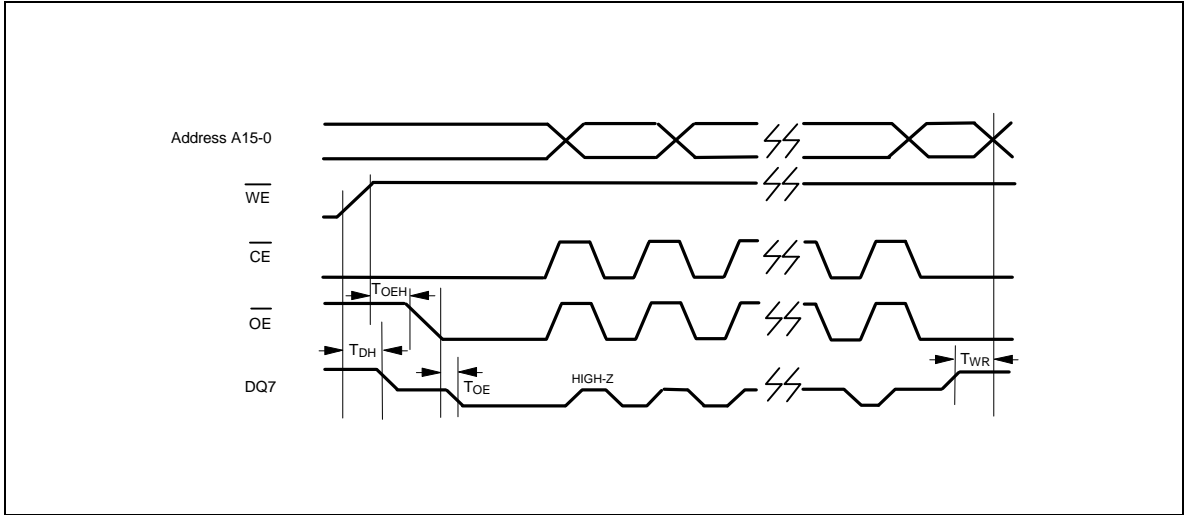 Address A15-0
WE
CE
TOEH
OE
TDH
TOE
HIGH-Z
TWR
DQ7